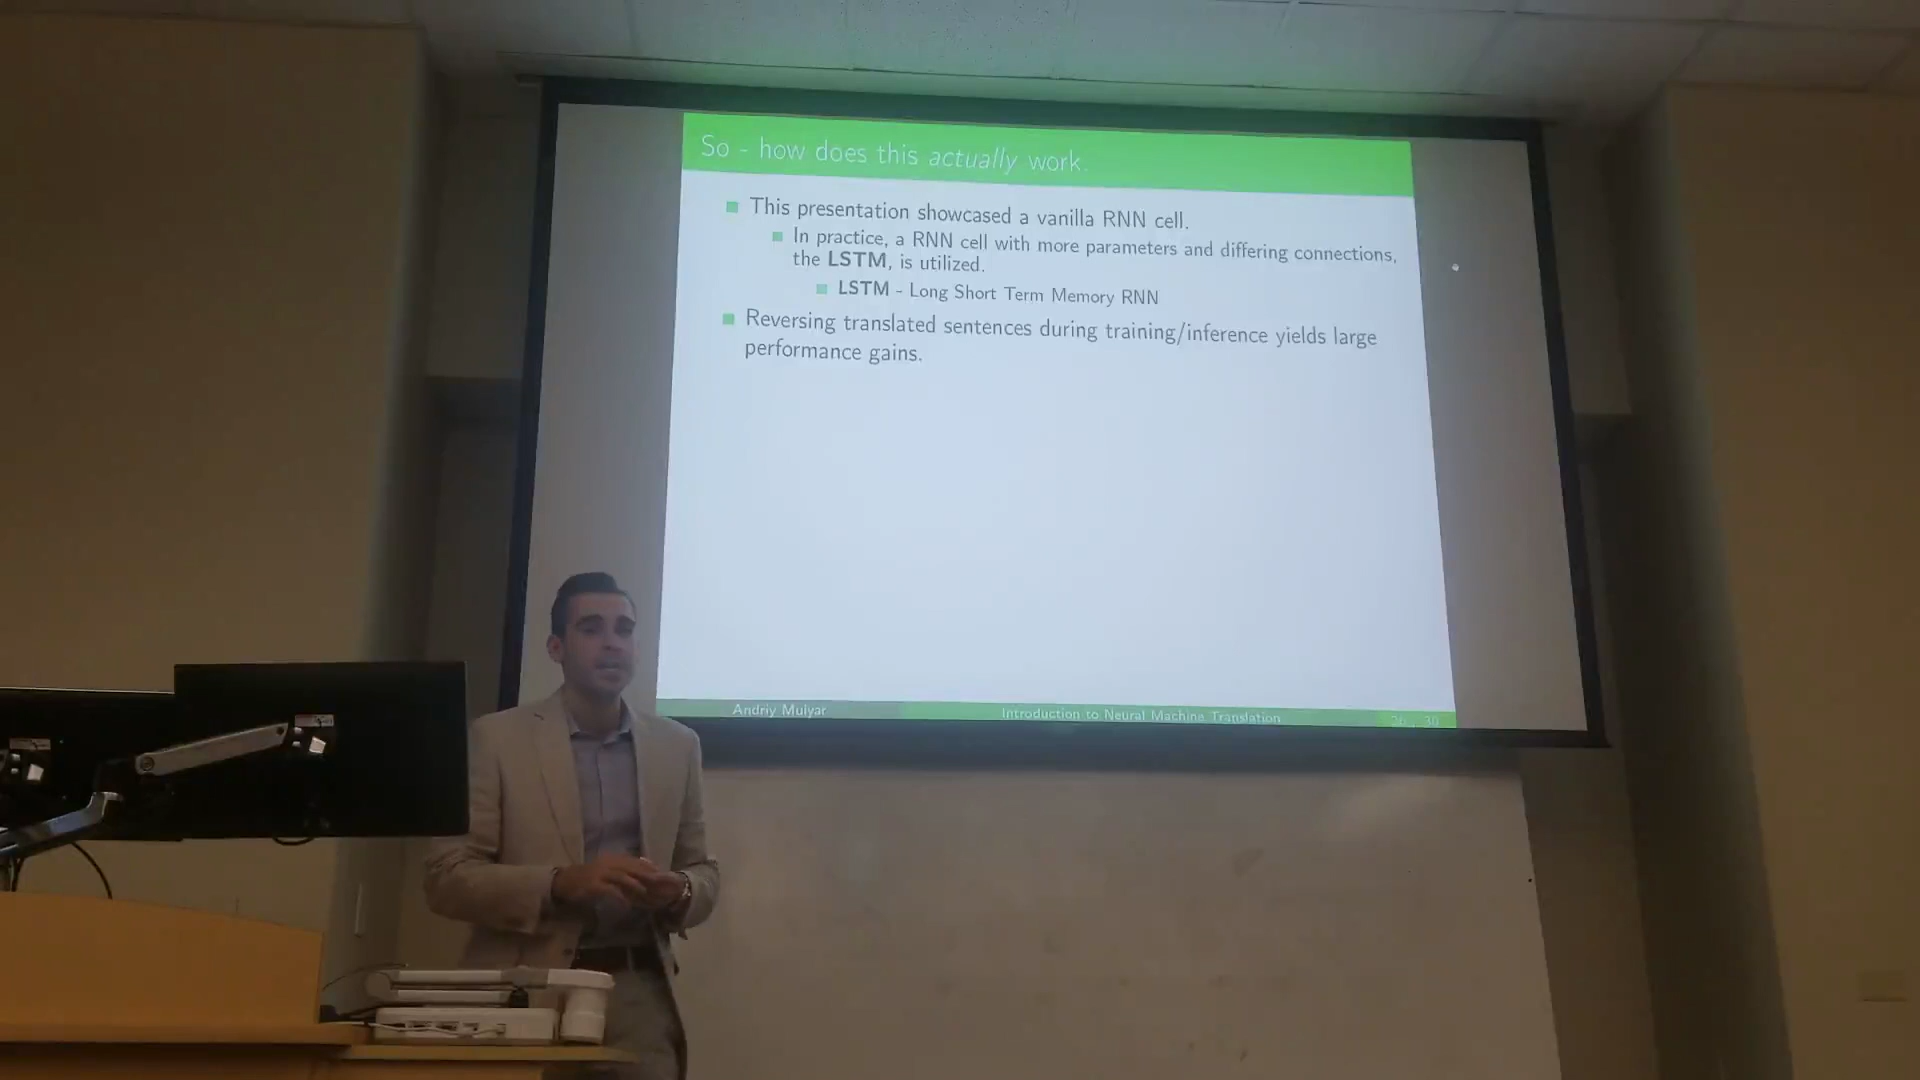 So - how does this actually work.
This presentation showcased a vanilla RNN cell.
In practice, a RNN cell with more parameters and differing connections,
the LSTM, is utilized.
LSTM - Long Short Term Memory RNN
Reversing translated sentences during training/inference yields large
performance gains.
Andriy Mulyar
Introduction to Neural Machine Translation
26 / 30